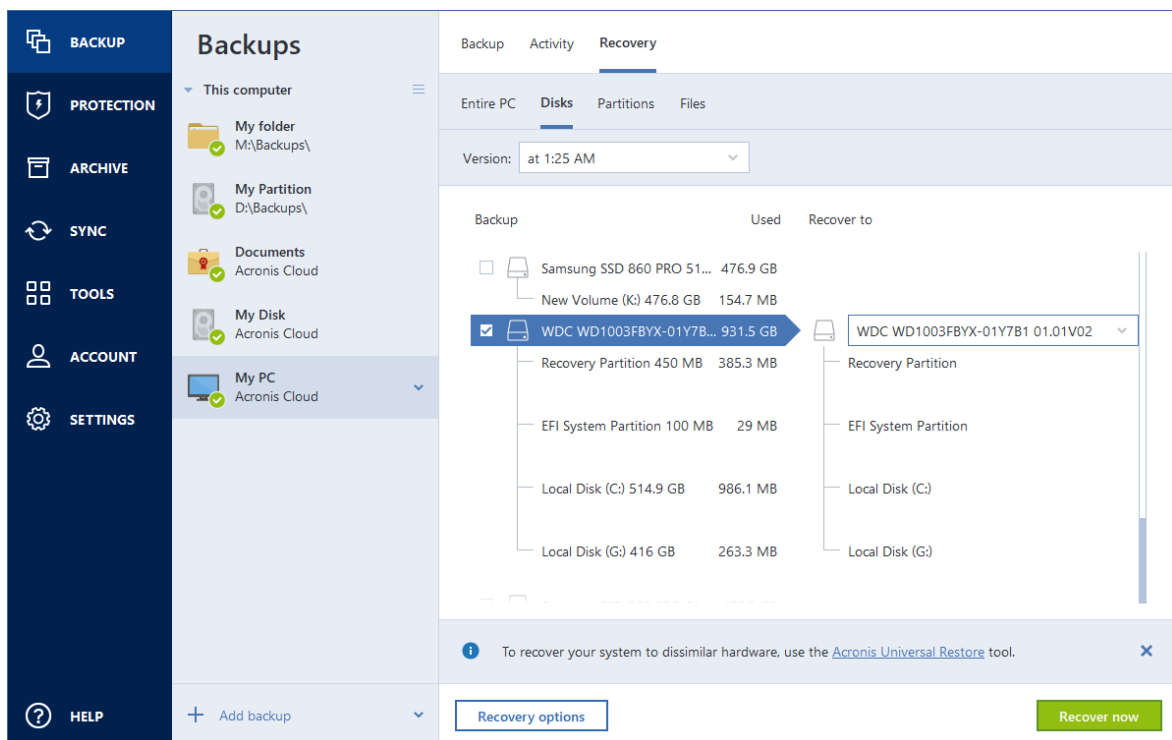 BACKUP
PROTECTION
ARCHIVE
SYNC
TOOLS
ACCOUNT
SETTINGS
HELP
Backups
This computer
My folder
M:\Backups\
My Partition
D:\Backups\
Documents
Acronis Cloud
My Disk
Acronis Cloud
My PC
Acronis Cloud
Add backup
Backup Activity Recovery
Entire PC Disks Partitions Files
Version: at 1:25 AM
Backup Used Recover to
Samsung SSD 860 PRO 51... 476.9 GB
New Volume (K:) 476.8 GB 154.7 MB
WDC WD1003FBYX-01Y7B... 931.5 GB WDC WD1003FBYX-01Y7B1 01.01V02
Recovery Partition 450 MB 385.3 MB Recovery Partition
EFI System Partition 100 MB 29 MB EFI System Partition
Local Disk (C:) 514.9 GB 986.1 MB Local Disk (C:)
Local Disk (G:) 416 GB 263.3 MB Local Disk (G:)
To recover your system to dissimilar hardware, use the Acronis Universal Restore tool.
Recovery options Recover now